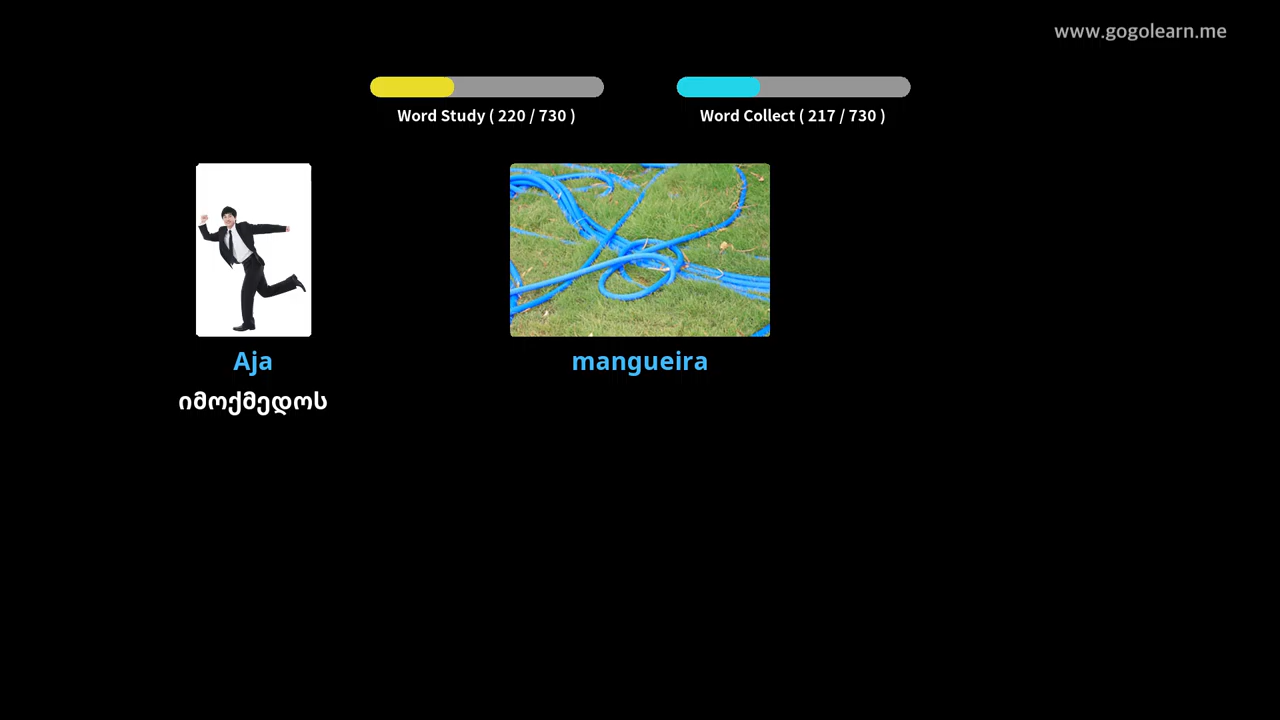 www.gogolearn.me
Word Study ( 220 / 730 )
Word Collect ( 217 / 730 )
Aja
mangueira
იმოქმედოს